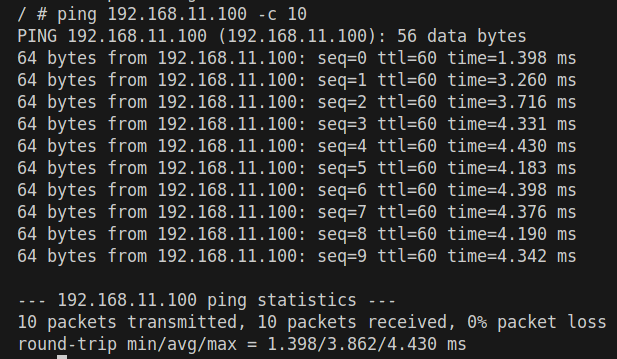 / # ping 192.168.11.100 -c 10
PING 192.168.11.100 (192.168.11.100): 56 data bytes
64 bytes from 192.168.11.100: seq=0 ttl=60 time=1.398 ms
64 bytes from 192.168.11.100: seq=1 ttl=60 time=3.260 ms
64 bytes from 192.168.11.100: seq=2 ttl=60 time=3.716 ms
64 bytes from 192.168.11.100: seq=3 ttl=60 time=4.331 ms
64 bytes from 192.168.11.100: seq=4 ttl=60 time=4.430 ms
64 bytes from 192.168.11.100: seq=5 ttl=60 time=4.183 ms
64 bytes from 192.168.11.100: seq=6 ttl=60 time=4.398 ms
64 bytes from 192.168.11.100: seq=7 ttl=60 time=4.376 ms
64 bytes from 192.168.11.100: seq=8 ttl=60 time=4.190 ms
64 bytes from 192.168.11.100: seq=9 ttl=60 time=4.342 ms
--- 192.168.11.100 ping statistics ---
10 packets transmitted, 10 packets received, 0% packet loss
round-trip min/avg/max = 1.398/3.862/4.430 ms